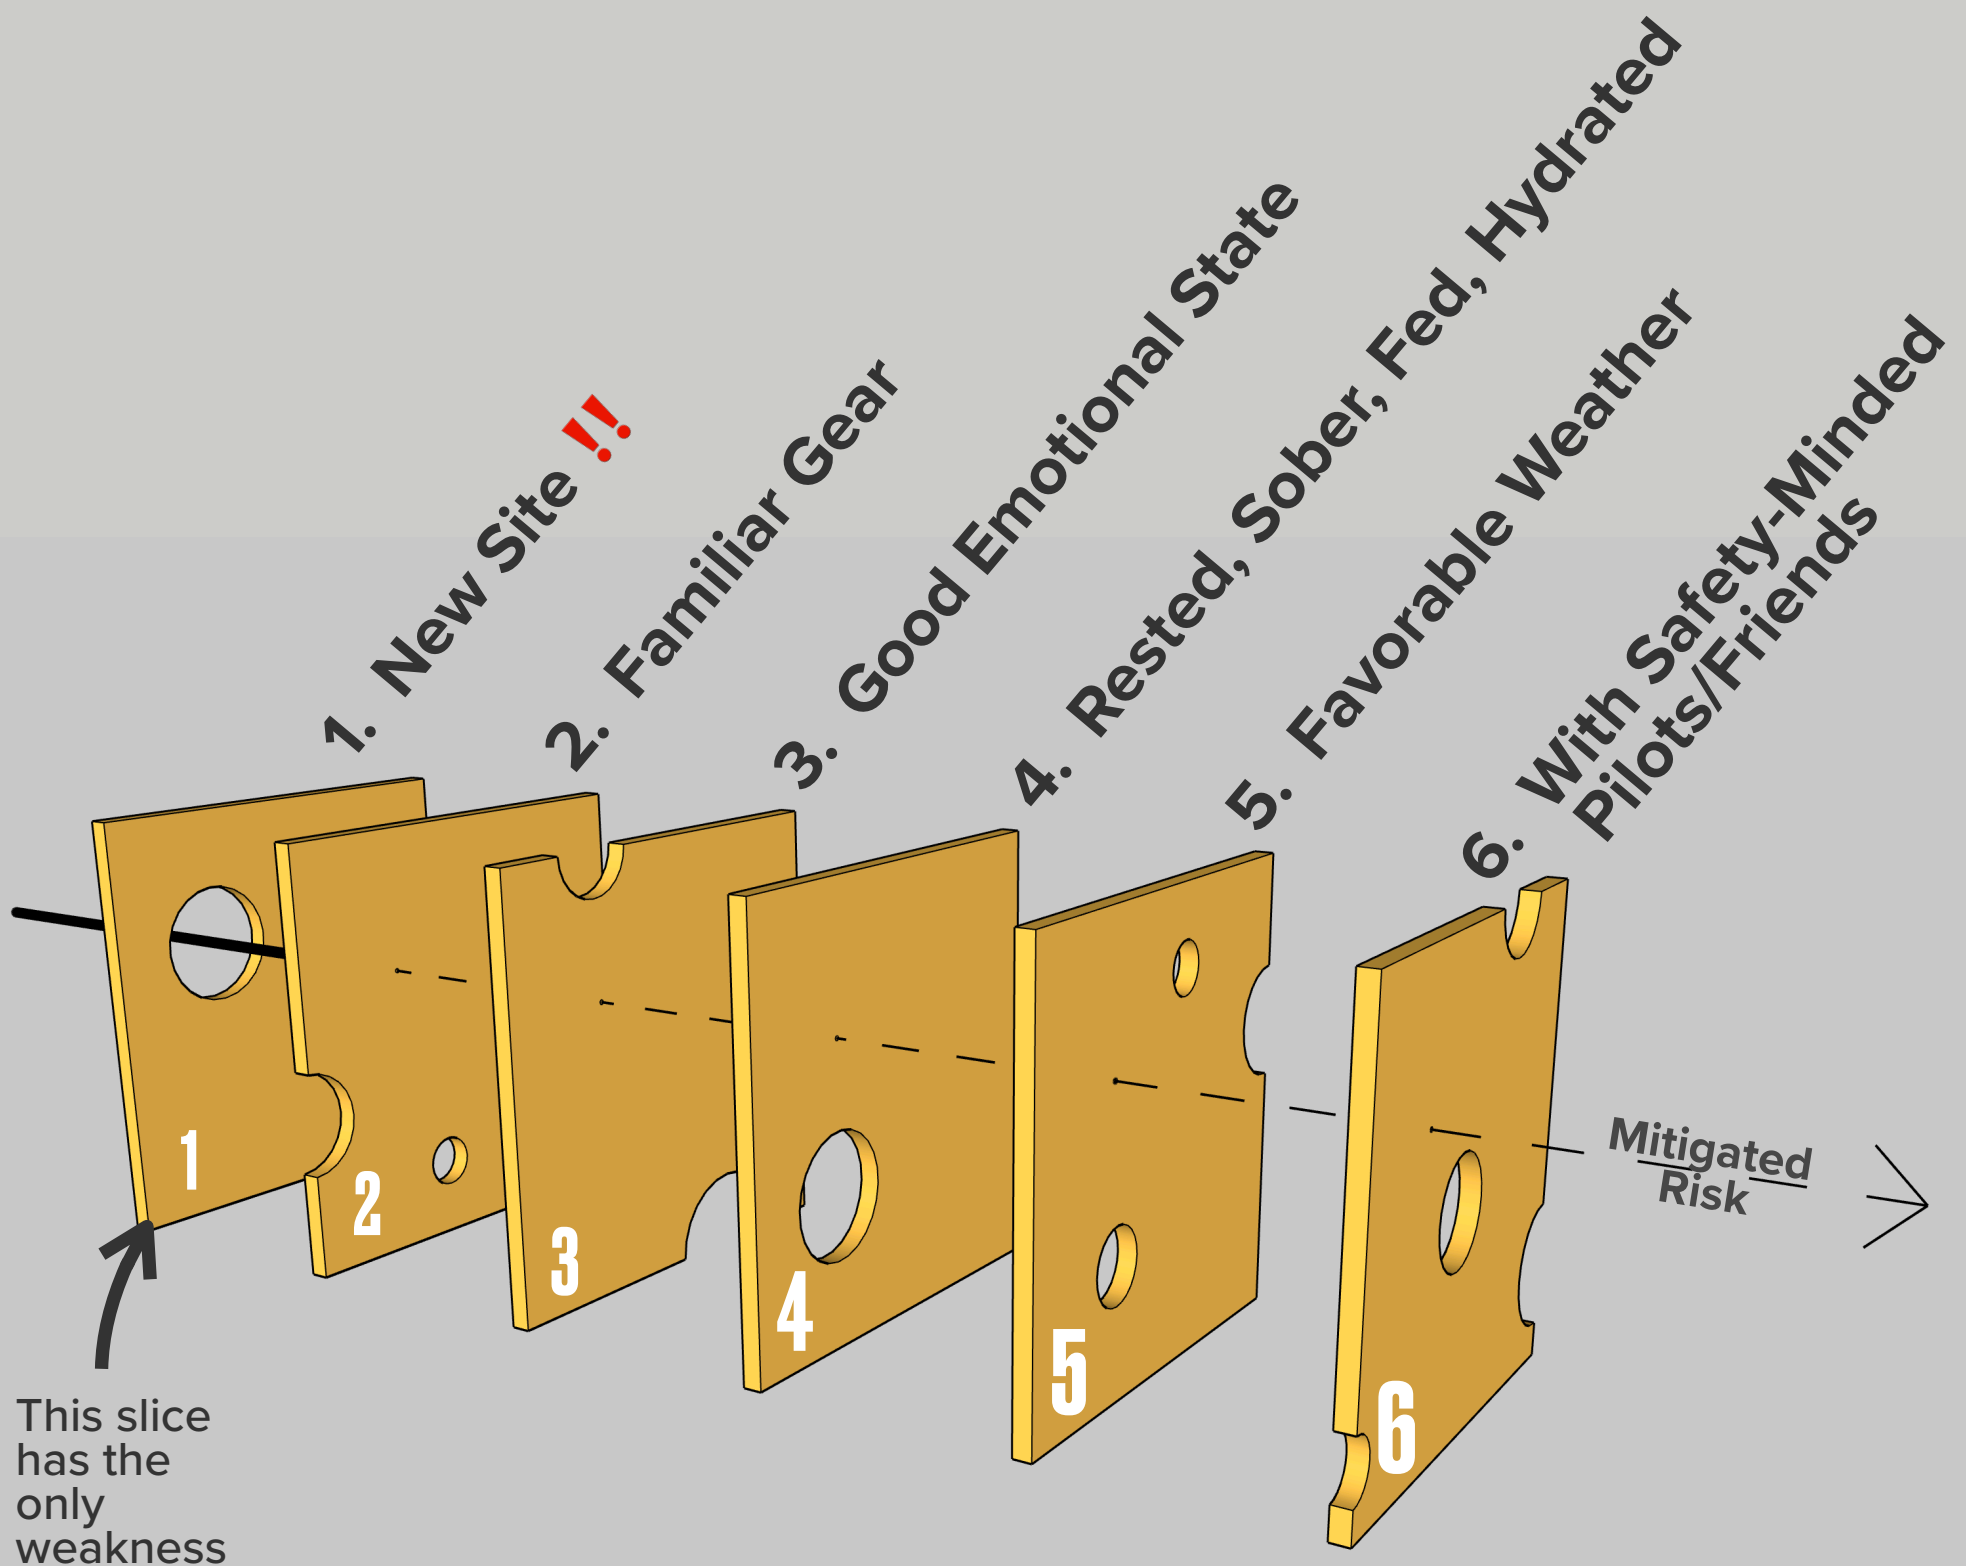 1. New Site !!
2. Familiar Gear
3. Good Emotional State
4. Rested, Sober, Fed, Hydrated
5. Favorable Weather
6. With Safety-Minded
Pilots/Friends
1
2
3
4
5
6
Mitigated
Risk
This slice
has the
only
weakness